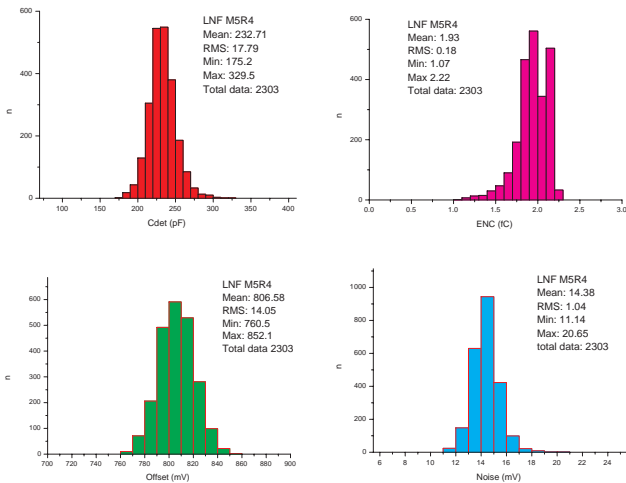 LNF M5R4
Mean: 232.71
RMS: 17.79
Min: 175.2
Max: 329.5
Total data: 2303
600
400
200
0
n
100 150 200 250 300 350 400
Cdet (pF)
LNF M5R4
Mean: 1.93
RMS: 0.18
Min: 1.07
Max 2.22
Total data: 2303
600
400
200
0
n
0.0 0.5 1.0 1.5 2.0 2.5 3.0
ENC (fC)
LNF M5R4
Mean: 806.58
RMS: 14.05
Min: 760.5
Max: 852.1
Total data 2303
600
500
400
300
200
100
0
n
700 720 740 760 780 800 820 840 860 880 900
Offset (mV)
LNF M5R4
Mean: 14.38
RMS: 1.04
Min: 11.14
Max: 20.65
total data: 2303
1000
800
600
400
200
0
n
6 8 10 12 14 16 18 20 22 24
Noise (mV)